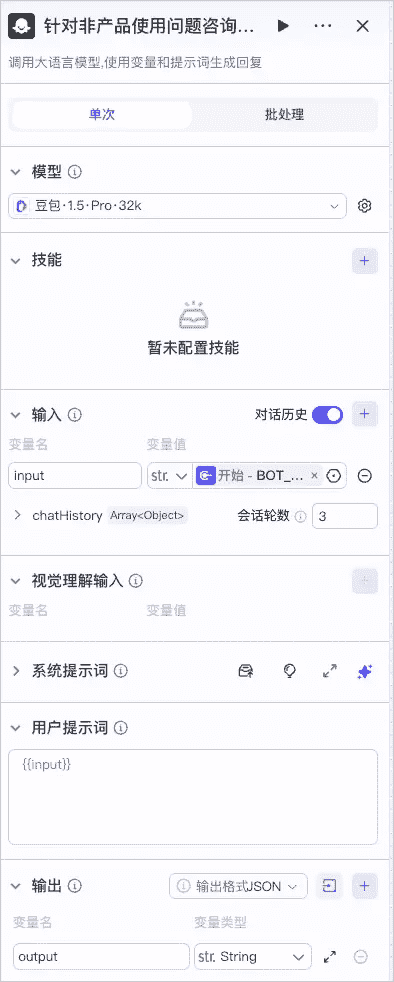 针对非产品使用问题咨询...
调用大语言模型,使用变量和提示词生成回复
单次 批处理
模型
豆包·1.5·Pro·32k
技能
暂未配置技能
输入 对话历史
变量名 变量值
input str. 开始 - BOT_...
chatHistory Array<Object> 会话轮数 3
视觉理解输入
变量名 变量值
系统提示词
用户提示词
{{input}}
输出 输出格式JSON
变量名 变量类型
output str. String